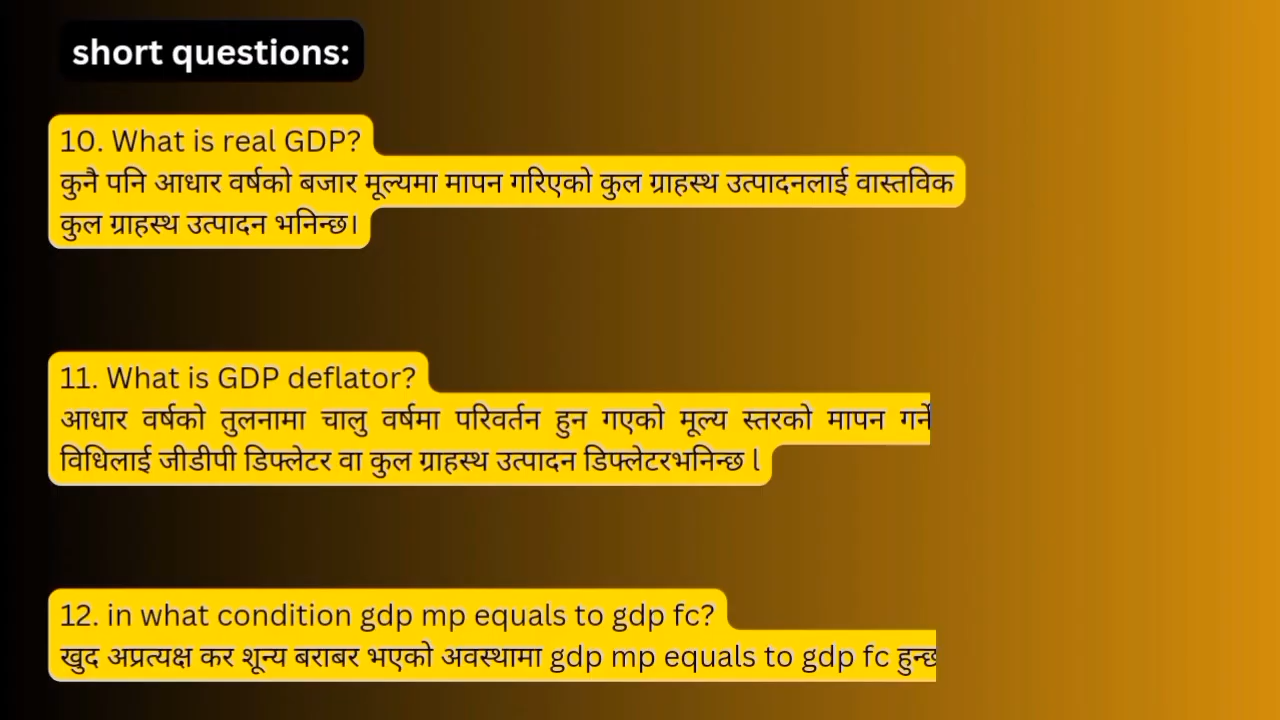 short questions:
10. What is real GDP?
कुनै पनि आधार वर्षको बजार मूल्यमा मापन गरिएको कुल ग्राहस्थ उत्पादनलाई वास्तविक
कुल ग्राहस्थ उत्पादन भनिन्छ।
11. What is GDP deflator?
आधार वर्षको तुलनामा चालु वर्षमा परिवर्तन हुन गएको मूल्य स्तरको मापन गर्ने
विधिलाई जीडीपी डिफ्लेटर वा कुल ग्राहस्थ उत्पादन डिफ्लेटरभनिन्छ l
12. in what condition gdp mp equals to gdp fc?
खुद अप्रत्यक्ष कर शून्य बराबर भएको अवस्थामा gdp mp equals to gdp fc हुन्छ